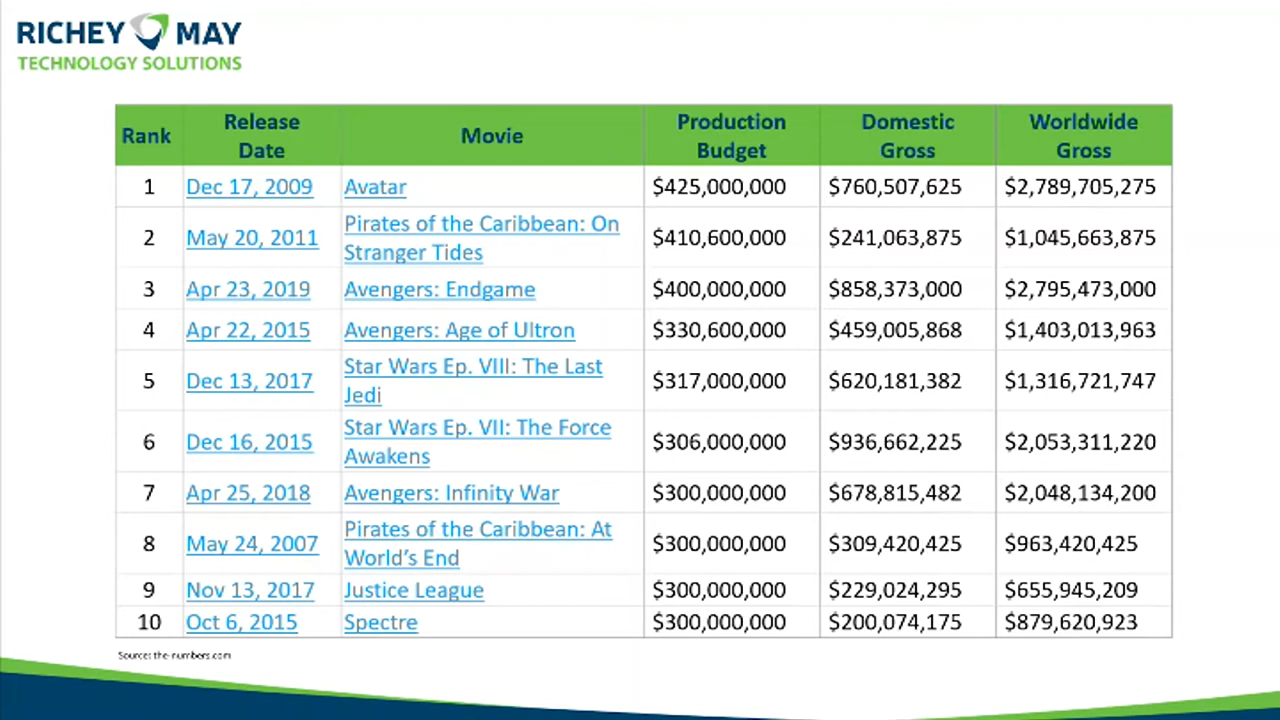 RICHEY MAY
TECHNOLOGY SOLUTIONS
Rank Release Date Movie Production Budget Domestic Gross Worldwide Gross
1 Dec 17, 2009 Avatar $425,000,000 $760,507,625 $2,789,705,275
2 May 20, 2011 Pirates of the Caribbean: On Stranger Tides $410,600,000 $241,063,875 $1,045,663,875
3 Apr 23, 2019 Avengers: Endgame $400,000,000 $858,373,000 $2,795,473,000
4 Apr 22, 2015 Avengers: Age of Ultron $330,600,000 $459,005,868 $1,403,013,963
5 Dec 13, 2017 Star Wars Ep. VIII: The Last Jedi $317,000,000 $620,181,382 $1,316,721,747
6 Dec 16, 2015 Star Wars Ep. VII: The Force Awakens $306,000,000 $936,662,225 $2,053,311,220
7 Apr 25, 2018 Avengers: Infinity War $300,000,000 $678,815,482 $2,048,134,200
8 May 24, 2007 Pirates of the Caribbean: At World's End $300,000,000 $309,420,425 $963,420,425
9 Nov 13, 2017 Justice League $300,000,000 $229,024,295 $655,945,209
10 Oct 6, 2015 Spectre $300,000,000 $200,074,175 $879,620,923
Source: the-numbers.com